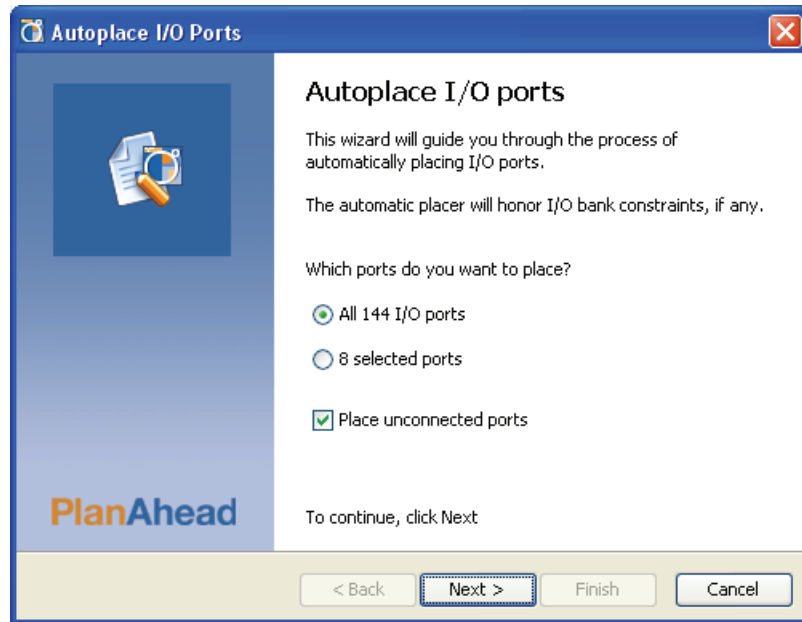 Autoplace I/O Ports
Autoplace I/O ports
This wizard will guide you through the process of
automatically placing I/O ports.
The automatic placer will honor I/O bank constraints, if any.
Which ports do you want to place?
All 144 I/O ports
8 selected ports
Place unconnected ports
PlanAhead
To continue, click Next
< Back
Next >
Finish
Cancel